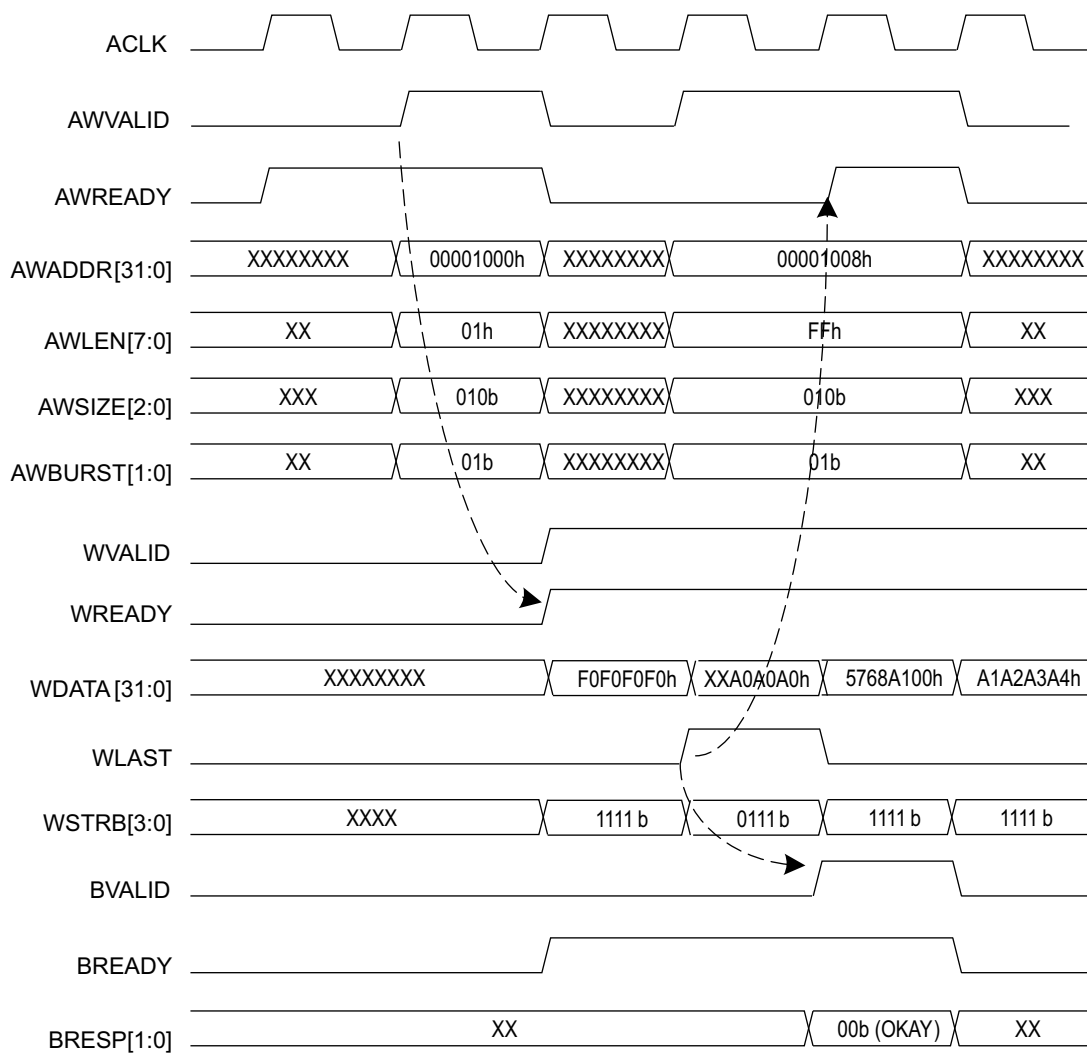 ACLK
AWVALID
AWREADY
AWADDR[31:0] XXXXXXXX 00001000h XXXXXXXX 00001008h XXXXXXXX
AWLEN[7:0] XX 01h XXXXXXXX FFh XX
AWSIZE[2:0] XXX 010b XXXXXXXX 010b XXX
AWBURST[1:0] XX 01b XXXXXXXX 01b XX
WVALID
WREADY
WDATA[31:0] XXXXXXXX F0F0F0F0h XXA0A0A0h 5768A100h A1A2A3A4h
WLAST
WSTRB[3:0] XXXX 1111 b 0111 b 1111 b 1111 b
BVALID
BREADY
BRESP[1:0] XX 00b (OKAY) XX